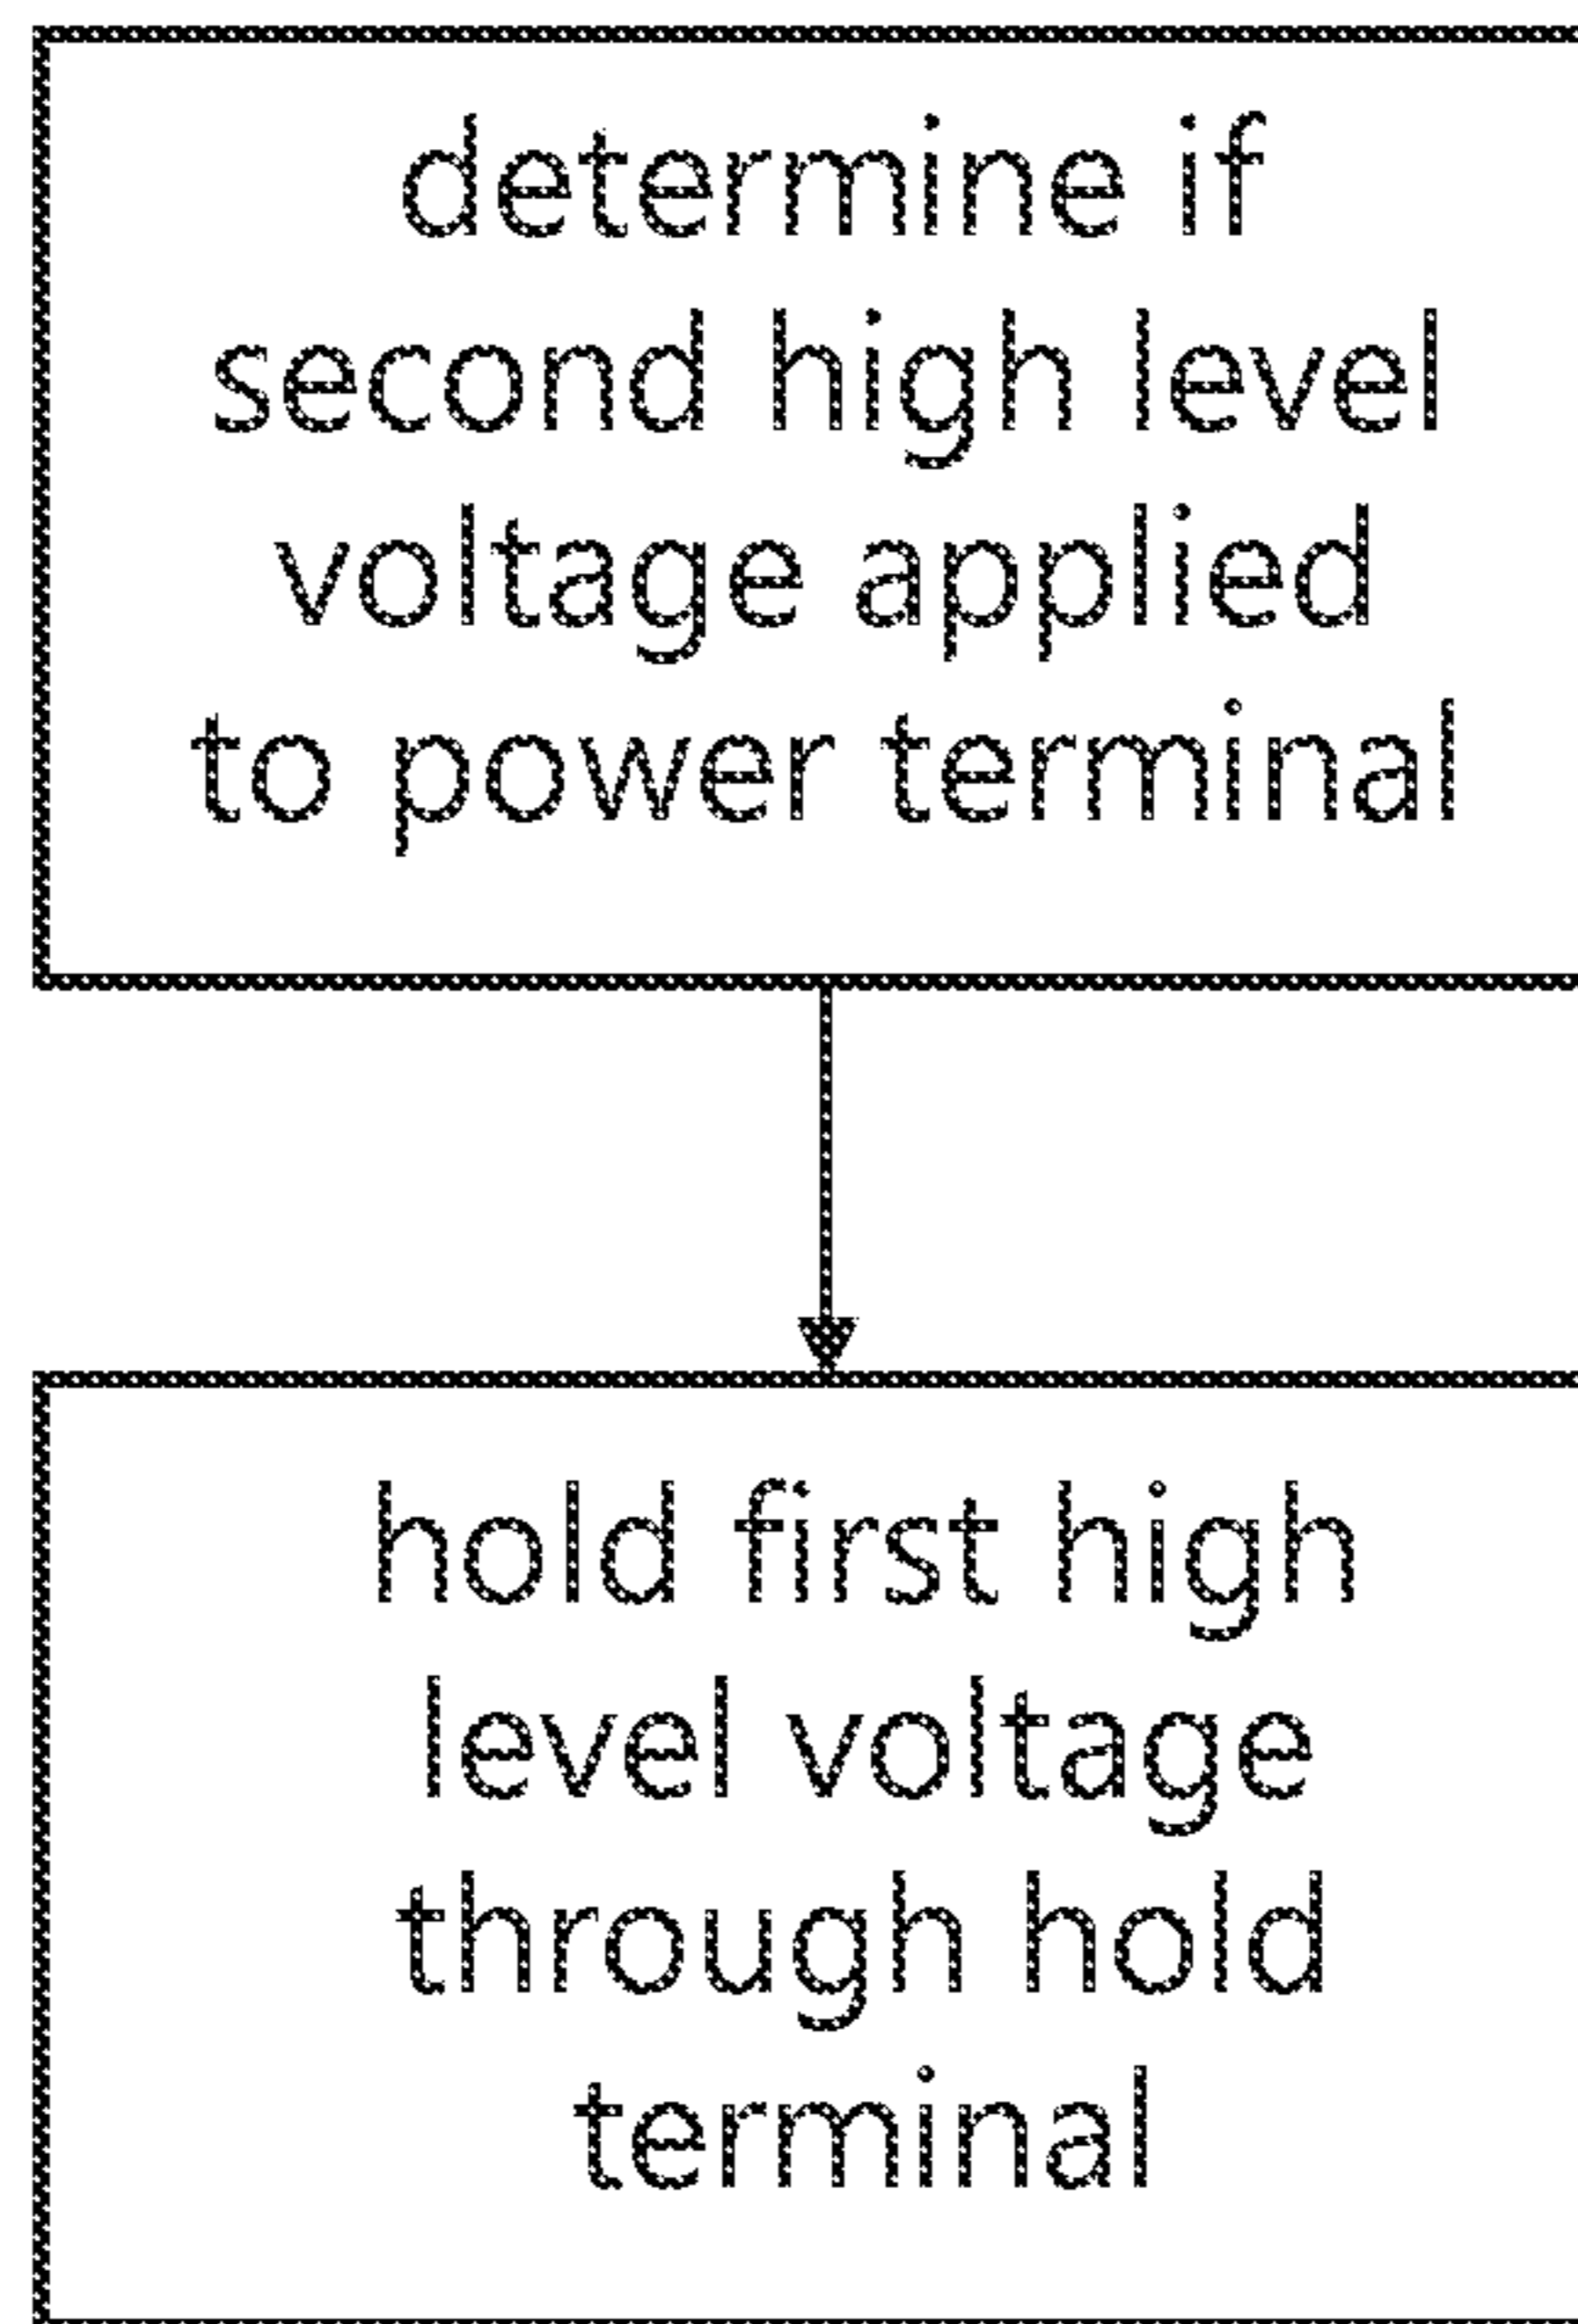 determine if
second high level
voltage applied
to power terminal
hold first high
level voltage
through hold
terminal